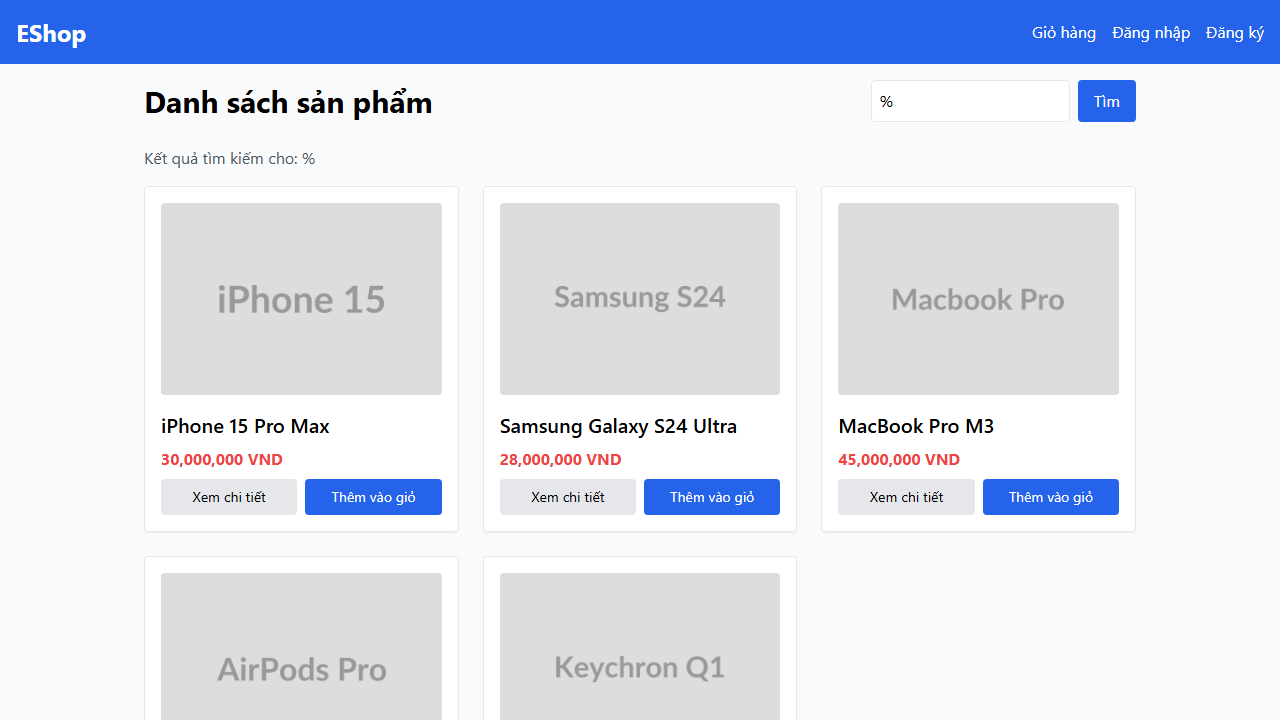 EShop
Giỏ hàng
Đăng nhập
Đăng ký
Danh sách sản phẩm
%
Tìm
Kết quả tìm kiếm cho: %
iPhone 15
Samsung S24
Macbook Pro
iPhone 15 Pro Max
Samsung Galaxy S24 Ultra
MacBook Pro M3
30,000,000 VND
28,000,000 VND
45,000,000 VND
Xem chi tiết
Thêm vào giỏ
Xem chi tiết
Thêm vào giỏ
Xem chi tiết
Thêm vào giỏ
AirPods Pro
Keychron Q1